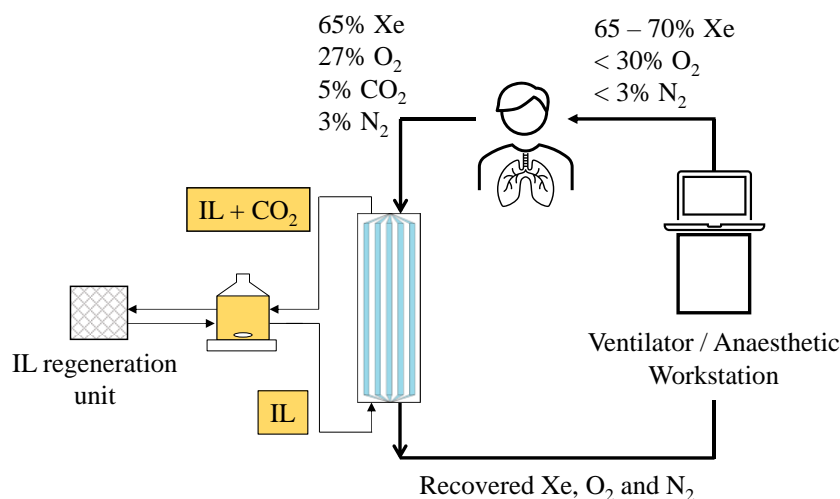 65% Xe
27% O₂
5% CO₂
3% N₂
65 – 70% Xe
< 30% O₂
< 3% N₂
IL + CO₂
IL regeneration
unit
IL
Ventilator / Anaesthetic
Workstation
Recovered Xe, O₂ and N₂